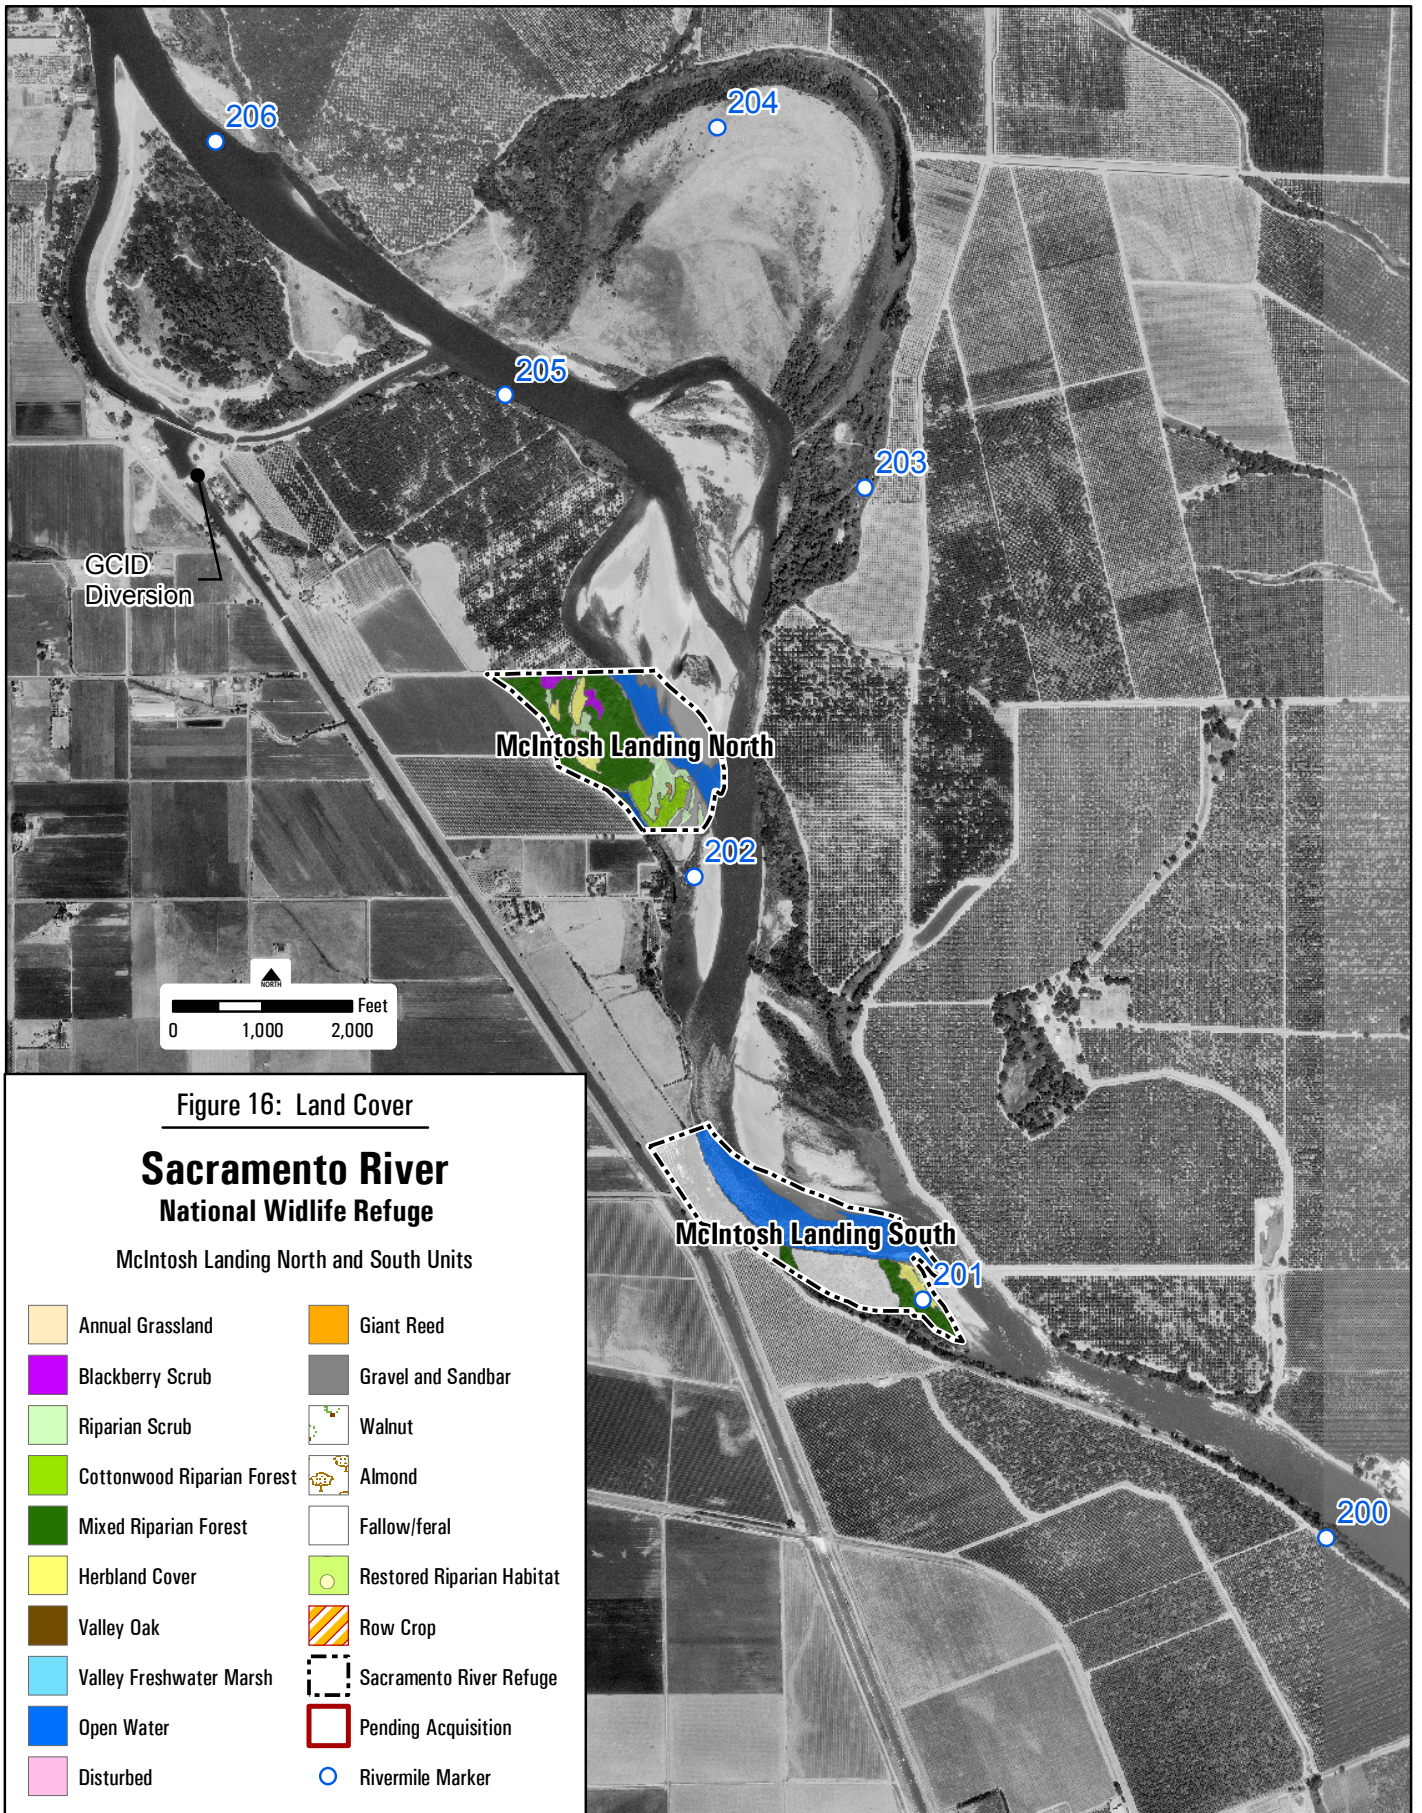 206
204
205
203
GCID
Diversion
McIntosh Landing North
202
NORTH
Feet
0 1,000 2,000
McIntosh Landing South
201
200
Figure 16: Land Cover
Sacramento River
National Widlife Refuge
McIntosh Landing North and South Units
Annual Grassland
Blackberry Scrub
Riparian Scrub
Cottonwood Riparian Forest
Mixed Riparian Forest
Herbland Cover
Valley Oak
Valley Freshwater Marsh
Open Water
Disturbed
Giant Reed
Gravel and Sandbar
Walnut
Almond
Fallow/feral
Restored Riparian Habitat
Row Crop
Sacramento River Refuge
Pending Acquisition
Rivermile Marker